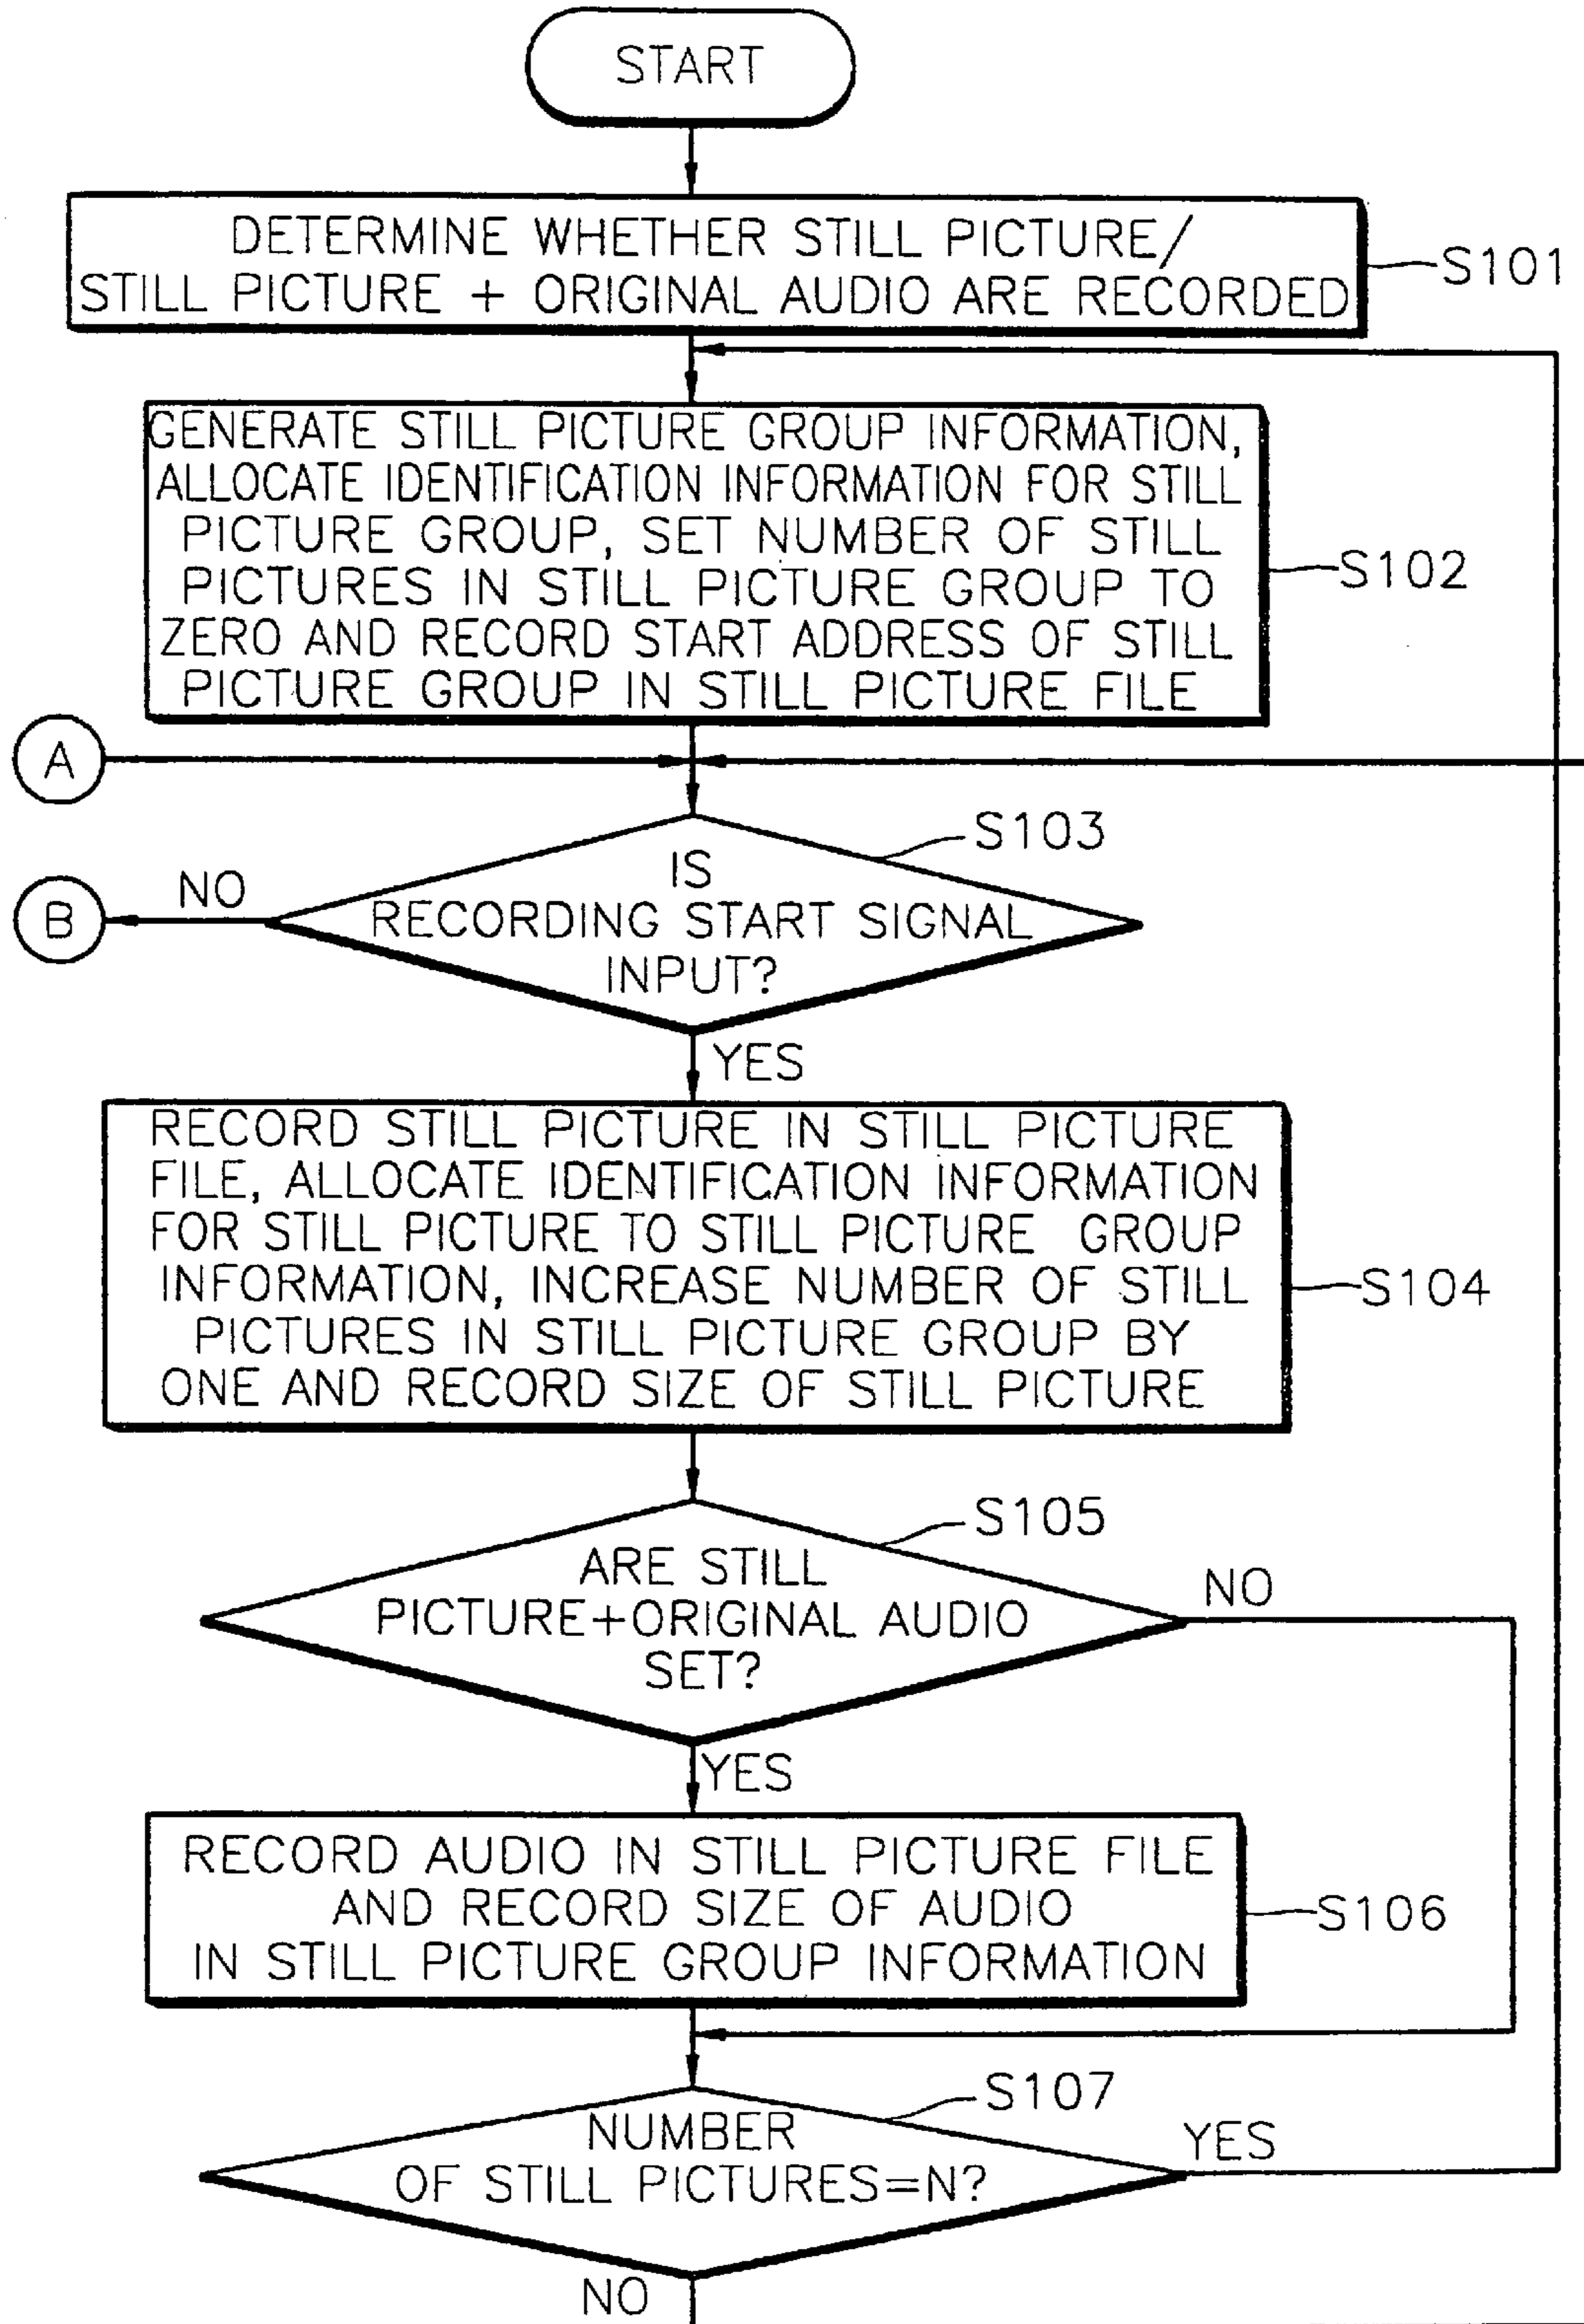 START
DETERMINE WHETHER STILL PICTURE/
STILL PICTURE + ORIGINAL AUDIO ARE RECORDED
S101
GENERATE STILL PICTURE GROUP INFORMATION,
ALLOCATE IDENTIFICATION INFORMATION FOR STILL
PICTURE GROUP, SET NUMBER OF STILL
PICTURES IN STILL PICTURE GROUP TO
ZERO AND RECORD START ADDRESS OF STILL
PICTURE GROUP IN STILL PICTURE FILE
S102
A
S103
IS
RECORDING START SIGNAL
INPUT?
NO
B
YES
RECORD STILL PICTURE IN STILL PICTURE
FILE, ALLOCATE IDENTIFICATION INFORMATION
FOR STILL PICTURE TO STILL PICTURE GROUP
INFORMATION, INCREASE NUMBER OF STILL
PICTURES IN STILL PICTURE GROUP BY
ONE AND RECORD SIZE OF STILL PICTURE
S104
S105
ARE STILL
PICTURE+ORIGINAL AUDIO
SET?
NO
YES
RECORD AUDIO IN STILL PICTURE FILE
AND RECORD SIZE OF AUDIO
IN STILL PICTURE GROUP INFORMATION
S106
S107
NUMBER
OF STILL PICTURES=N?
YES
NO